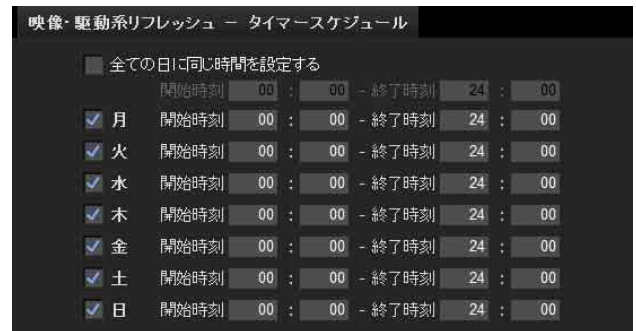 映像・駆動系リフレッシュ － タイマースケジュール
全ての日に同じ時間を設定する
開始時刻 00 : 00 - 終了時刻 24 : 00
月 開始時刻 00 : 00 - 終了時刻 24 : 00
火 開始時刻 00 : 00 - 終了時刻 24 : 00
水 開始時刻 00 : 00 - 終了時刻 24 : 00
木 開始時刻 00 : 00 - 終了時刻 24 : 00
金 開始時刻 00 : 00 - 終了時刻 24 : 00
土 開始時刻 00 : 00 - 終了時刻 24 : 00
日 開始時刻 00 : 00 - 終了時刻 24 : 00